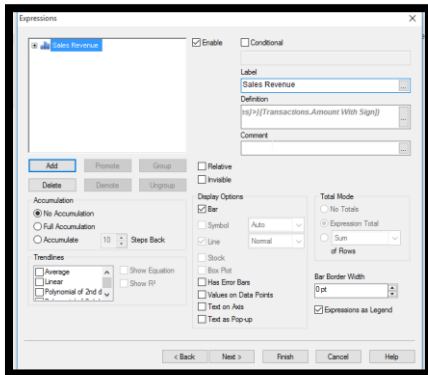 Expressions
Sales Revenue
Enable
Conditional
Label
Sales Revenue
...
Definition
rs}>}[Transactions.Amount With Sign])
...
Comment
...
Add Promote Group
Delete Demote Ungroup
Relative
Invisible
Accumulation
No Accumulation
Full Accumulation
Accumulate 10 Steps Back
Trendlines
Average
Linear
Polynomial of 2nd d
Show Equation
Show R²
Display Options
Bar
Symbol Auto
Line Normal
Stock
Box Plot
Has Error Bars
Values on Data Points
Text on Axis
Text as Pop-up
Total Mode
No Totals
Expression Total
Sum
of Rows
Bar Border Width
0 pt
Expressions as Legend
< Back Next > Finish Cancel Help